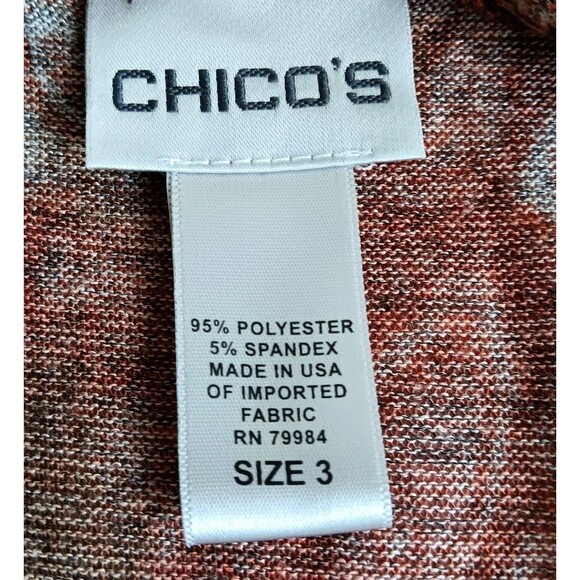 CHICO'S
95% POLYESTER
5% SPANDEX
MADE IN USA
OF IMPORTED
FABRIC
RN 79984
SIZE 3